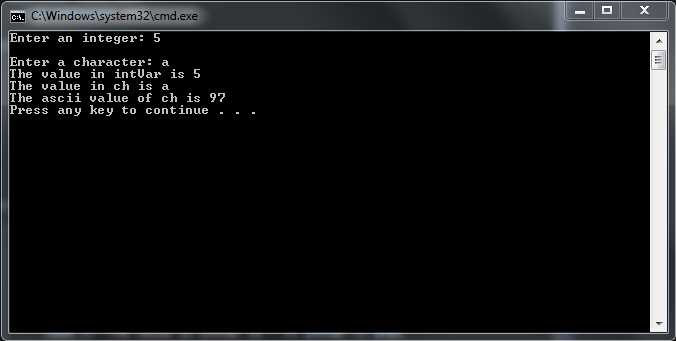 C:\Windows\system32\cmd.exe
Enter an integer: 5
Enter a character: a
The value in intVar is 5
The value in ch is a
The ascii value of ch is 97
Press any key to continue . . .